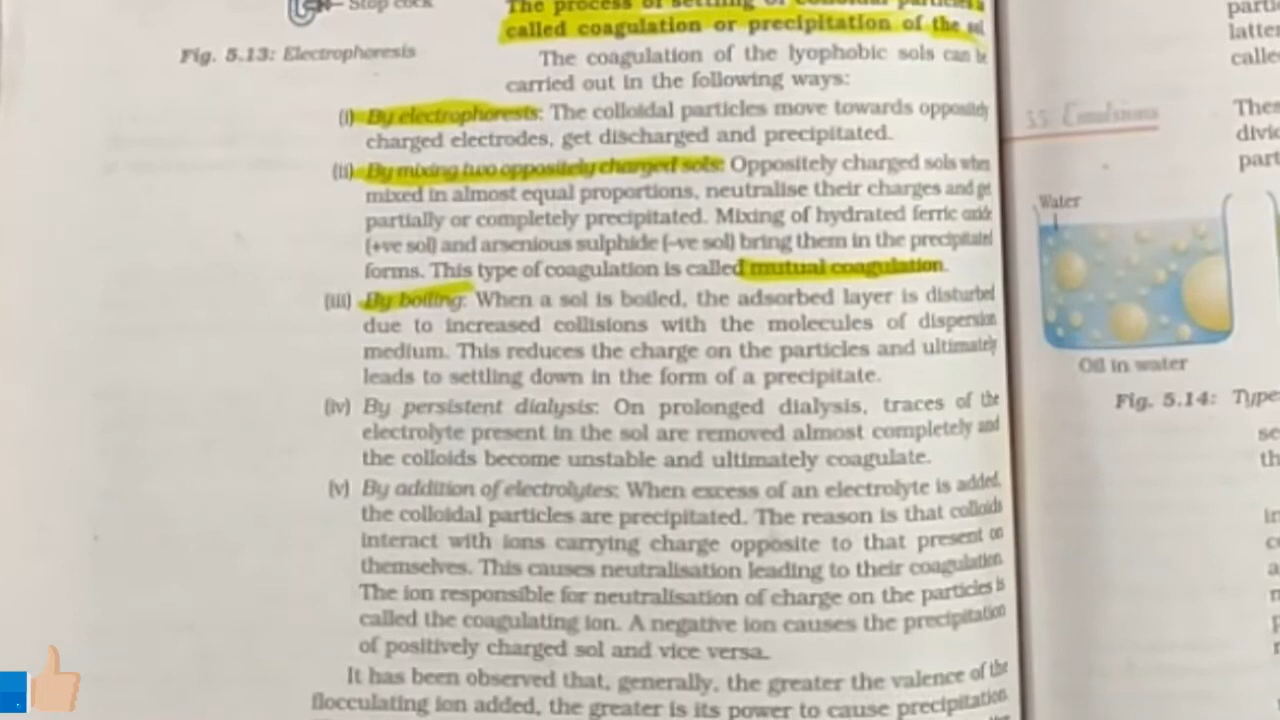 Stop cock
Fig. 5.13: Electrophoresis
The process of settling of colloidal particles is
called coagulation or precipitation of the sol
The coagulation of the lyophobic sols can be
carried out in the following ways:
(i) By electrophoresis: The colloidal particles move towards oppositely
charged electrodes, get discharged and precipitated.
(ii) By mixing two oppositely charged sols: Oppositely charged sols when
mixed in almost equal proportions, neutralise their charges and get
partially or completely precipitated. Mixing of hydrated ferric oxide
(+ve sol) and arsenious sulphide (–ve sol) bring them in the precipitated
forms. This type of coagulation is called mutual coagulation.
(iii) By boiling: When a sol is boiled, the adsorbed layer is disturbed
due to increased collisions with the molecules of dispersion
medium. This reduces the charge on the particles and ultimately
leads to settling down in the form of a precipitate.
(iv) By persistent dialysis: On prolonged dialysis, traces of the
electrolyte present in the sol are removed almost completely and
the colloids become unstable and ultimately coagulate.
(v) By addition of electrolytes: When excess of an electrolyte is added,
the colloidal particles are precipitated. The reason is that colloids
interact with ions carrying charge opposite to that present on
themselves. This causes neutralisation leading to their coagulation.
The ion responsible for neutralisation of charge on the particles is
called the coagulating ion. A negative ion causes the precipitation
of positively charged sol and vice versa.
It has been observed that, generally, the greater the valence of the
flocculating ion added, the greater is its power to cause precipitation.
the
parti
latter
calle
5.5 Emulsions
Ther
divid
part
Water
Oil in water
Fig. 5.14: Type
se
th